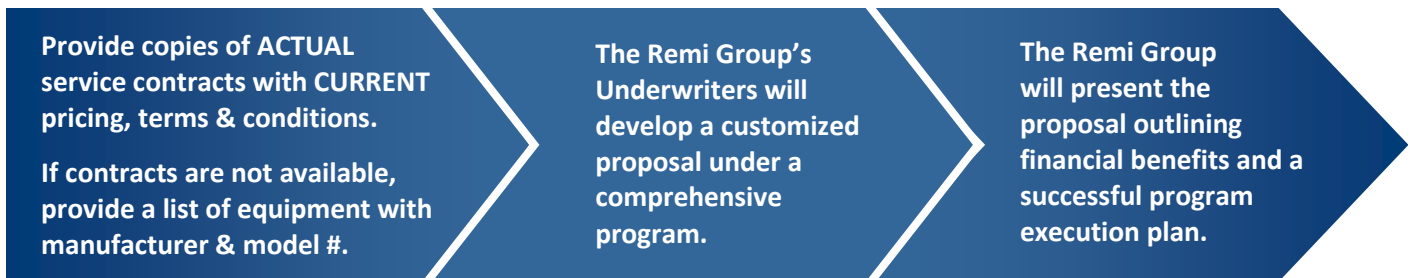 Provide copies of ACTUAL
service contracts with CURRENT
pricing, terms & conditions.
If contracts are not available,
provide a list of equipment with
manufacturer & model #.
The Remi Group’s
Underwriters will
develop a customized
proposal under a
comprehensive
program.
The Remi Group
will present the
proposal outlining
financial benefits and a
successful program
execution plan.